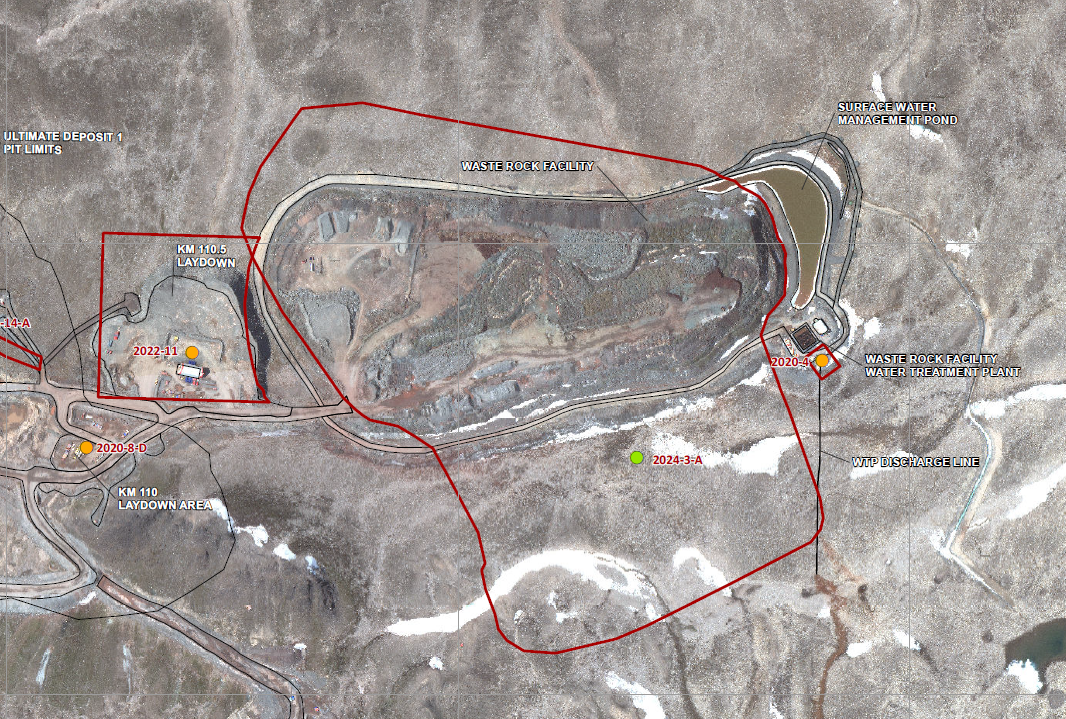 SURFACE WATER
MANAGEMENT POND
ULTIMATE DEPOSIT 1
PIT LIMITS
WASTE ROCK FACILITY
KM 110.5
LAYDOWN
-14-A
2022-11
2020-4
WASTE ROCK FACILITY
WATER TREATMENT PLANT
2020-8-D
2024-3-A
WTP DISCHARGE LINE
KM 110
LAYDOWN AREA